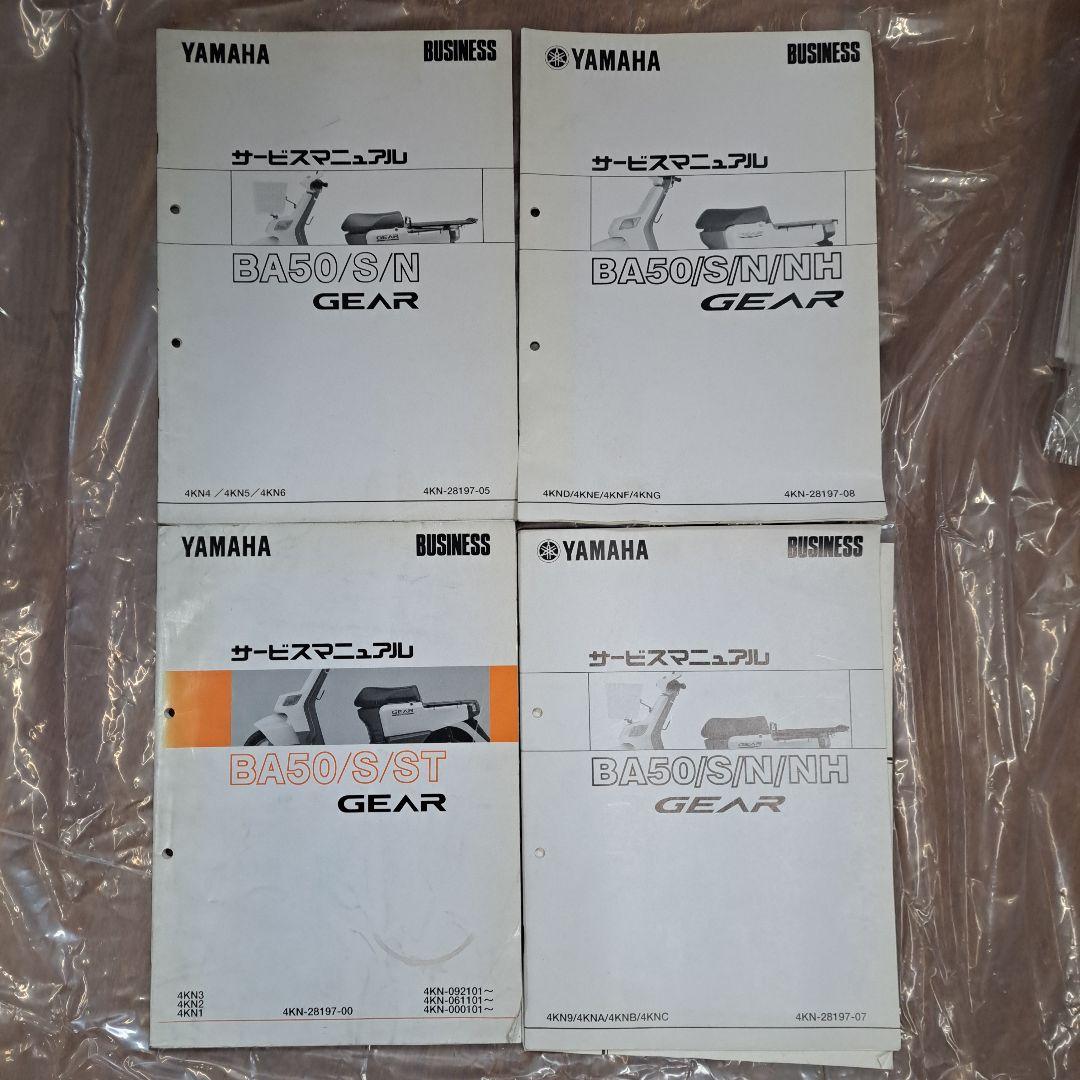 YAMAHA BUSINESS
サービスマニュアル
GEAR
BA50/S/N
GEAR
4KN4 /4KN5/4KN6 4KN-28197-05
YAMAHA BUSINESS
サービスマニュアル
BA50/S/N/NH
GEAR
4KND/4KNE/4KNF/4KNG 4KN-28197-08
YAMAHA BUSINESS
サービスマニュアル
GEAR
BA50/S/ST
GEAR
4KN3 4KN-092101~
4KN2 4KN-061101~
4KN1 4KN-28197-00 4KN-000101~
YAMAHA BUSINESS
サービスマニュアル
GEAR
BA50/S/N/NH
GEAR
4KN9/4KNA/4KNB/4KNC 4KN-28197-07